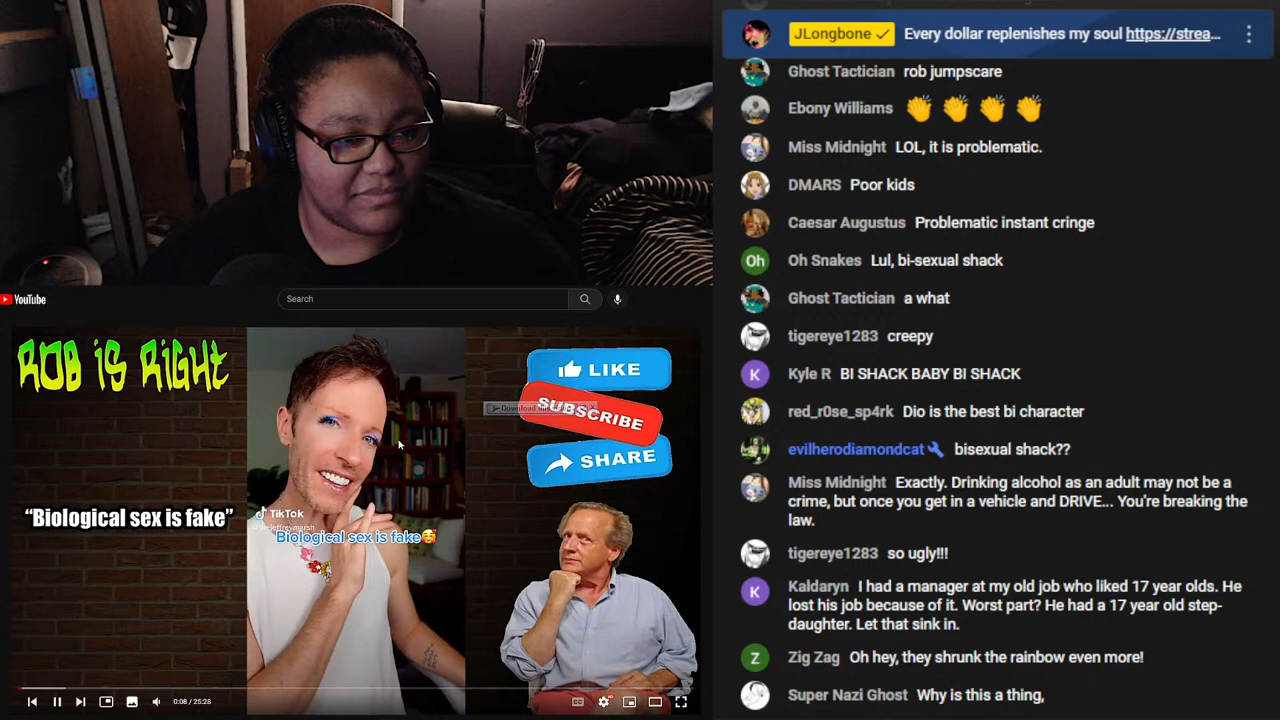 JLongbone Every dollar replenishes my soul https://strea...
Ghost Tactician rob jumpscare
Ebony Williams 👏 👏 👏 👏
Miss Midnight LOL, it is problematic.
DMARS Poor kids
Caesar Augustus Problematic instant cringe
Oh
Oh Snakes Lul, bi-sexual shack
Ghost Tactician a what
tigereye1283 creepy
K
Kyle R BI SHACK BABY BI SHACK
red_r0se_sp4rk Dio is the best bi character
evilherodiamondcat bisexual shack??
Miss Midnight Exactly. Drinking alcohol as an adult may not be a
crime, but once you get in a vehicle and DRIVE... You're breaking the
law.
tigereye1283 so ugly!!!
K
Kaldaryn I had a manager at my old job who liked 17 year olds. He
lost his job because of it. Worst part? He had a 17 year old step-
daughter. Let that sink in.
Z
Zig Zag Oh hey, they shrunk the rainbow even more!
Super Nazi Ghost Why is this a thing,
YouTube
Search
ROB IS RIGHT
"Biological sex is fake"
TikTok
@thejeffreymarsh
Biological sex is fake🥰
LIKE
SUBSCRIBE
SHARE
0:08 / 25:28